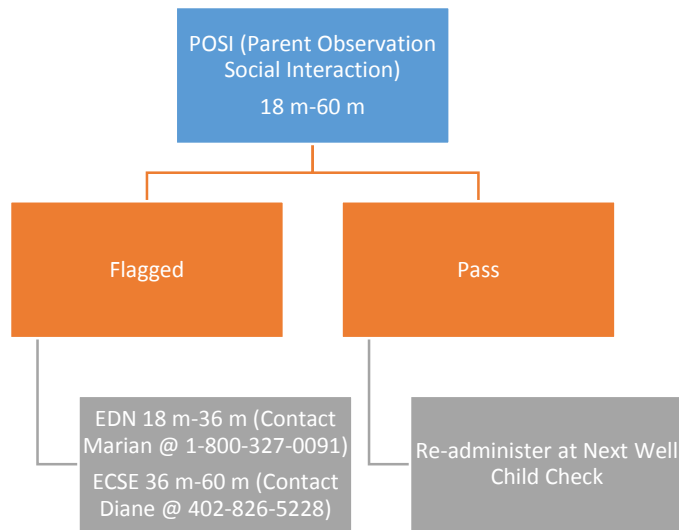 POSI (Parent Observation
Social Interaction)
18 m-60 m
Flagged
Pass
EDN 18 m-36 m (Contact
Marian @ 1-800-327-0091)
ECSE 36 m-60 m (Contact
Diane @ 402-826-5228)
Re-administer at Next Well
Child Check